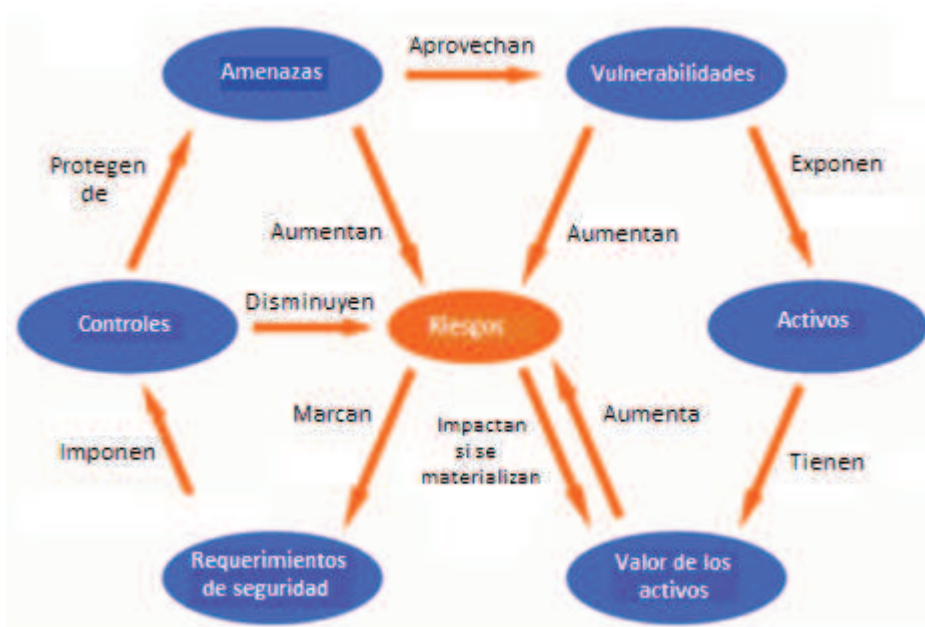 Aprovechan
Amenazas
Vulnerabilidades
Protegen
de
Exponen
Aumentan
Aumentan
Disminuyen
Controles
Riesgos
Activos
Marcan
Impactan
si se
materializan
Aumenta
Imponen
Tienen
Requerimientos
de seguridad
Valor de los
activos